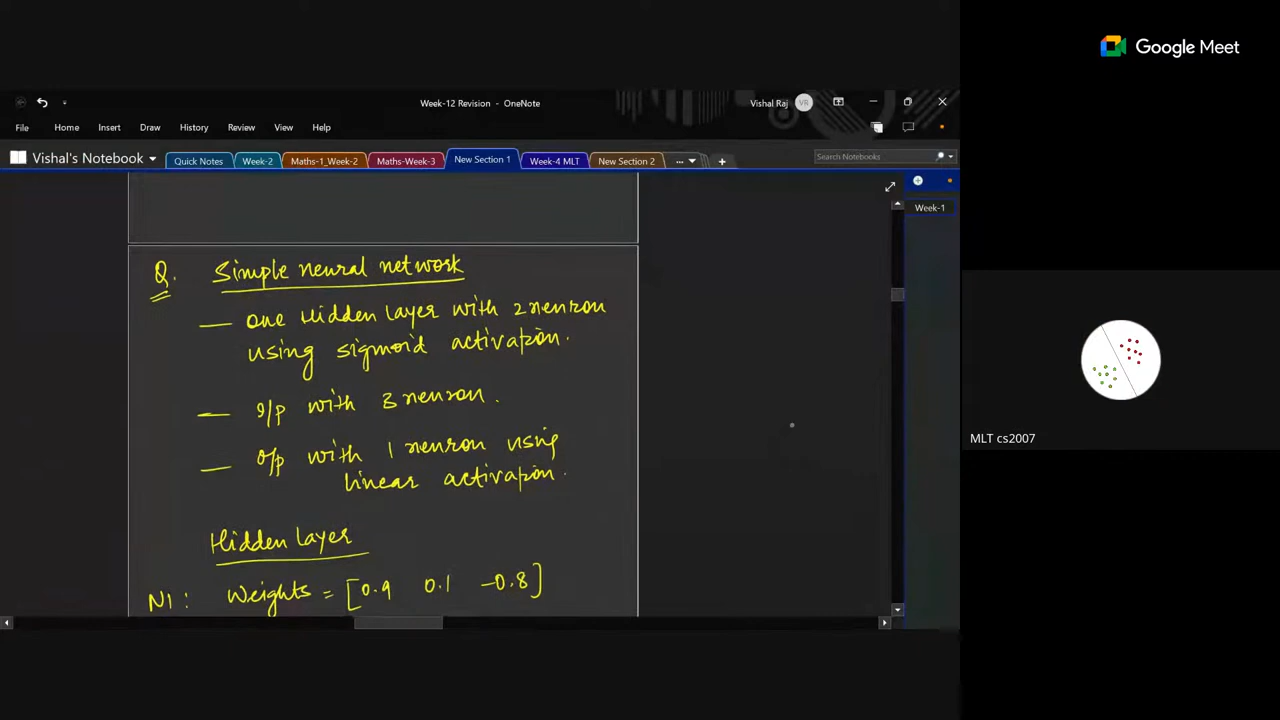 Google Meet
Week-12 Revision - OneNote
Vishal Raj
VR
File Home Insert Draw History Review View Help
Vishal's Notebook
Quick Notes Week-2 Maths-1_Week-2 Maths-Week-3 New Section 1 Week-4 MLT New Section 2 ...
Search Notebooks
Week-1
Q. Simple neural network
— One Hidden Layer with 2 neuron
using sigmoid activation.
— I/p with 3 neuron.
— O/p with 1 neuron using
linear activation.
Hidden Layer
N1: Weights = [0.9 0.1 -0.8]
MLT cs2007